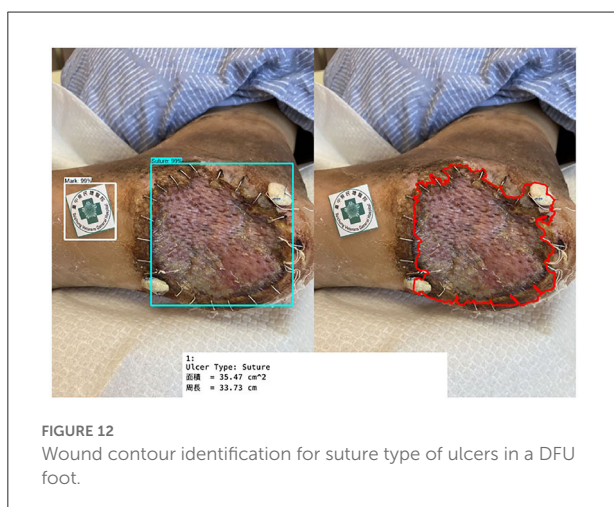 Mark: 99%
Suture: 99%
1:
Ulcer Type: Suture
面積 = 35.47 cm^2
周長 = 33.73 cm
FIGURE 12
Wound contour identification for suture type of ulcers in a DFU
foot.